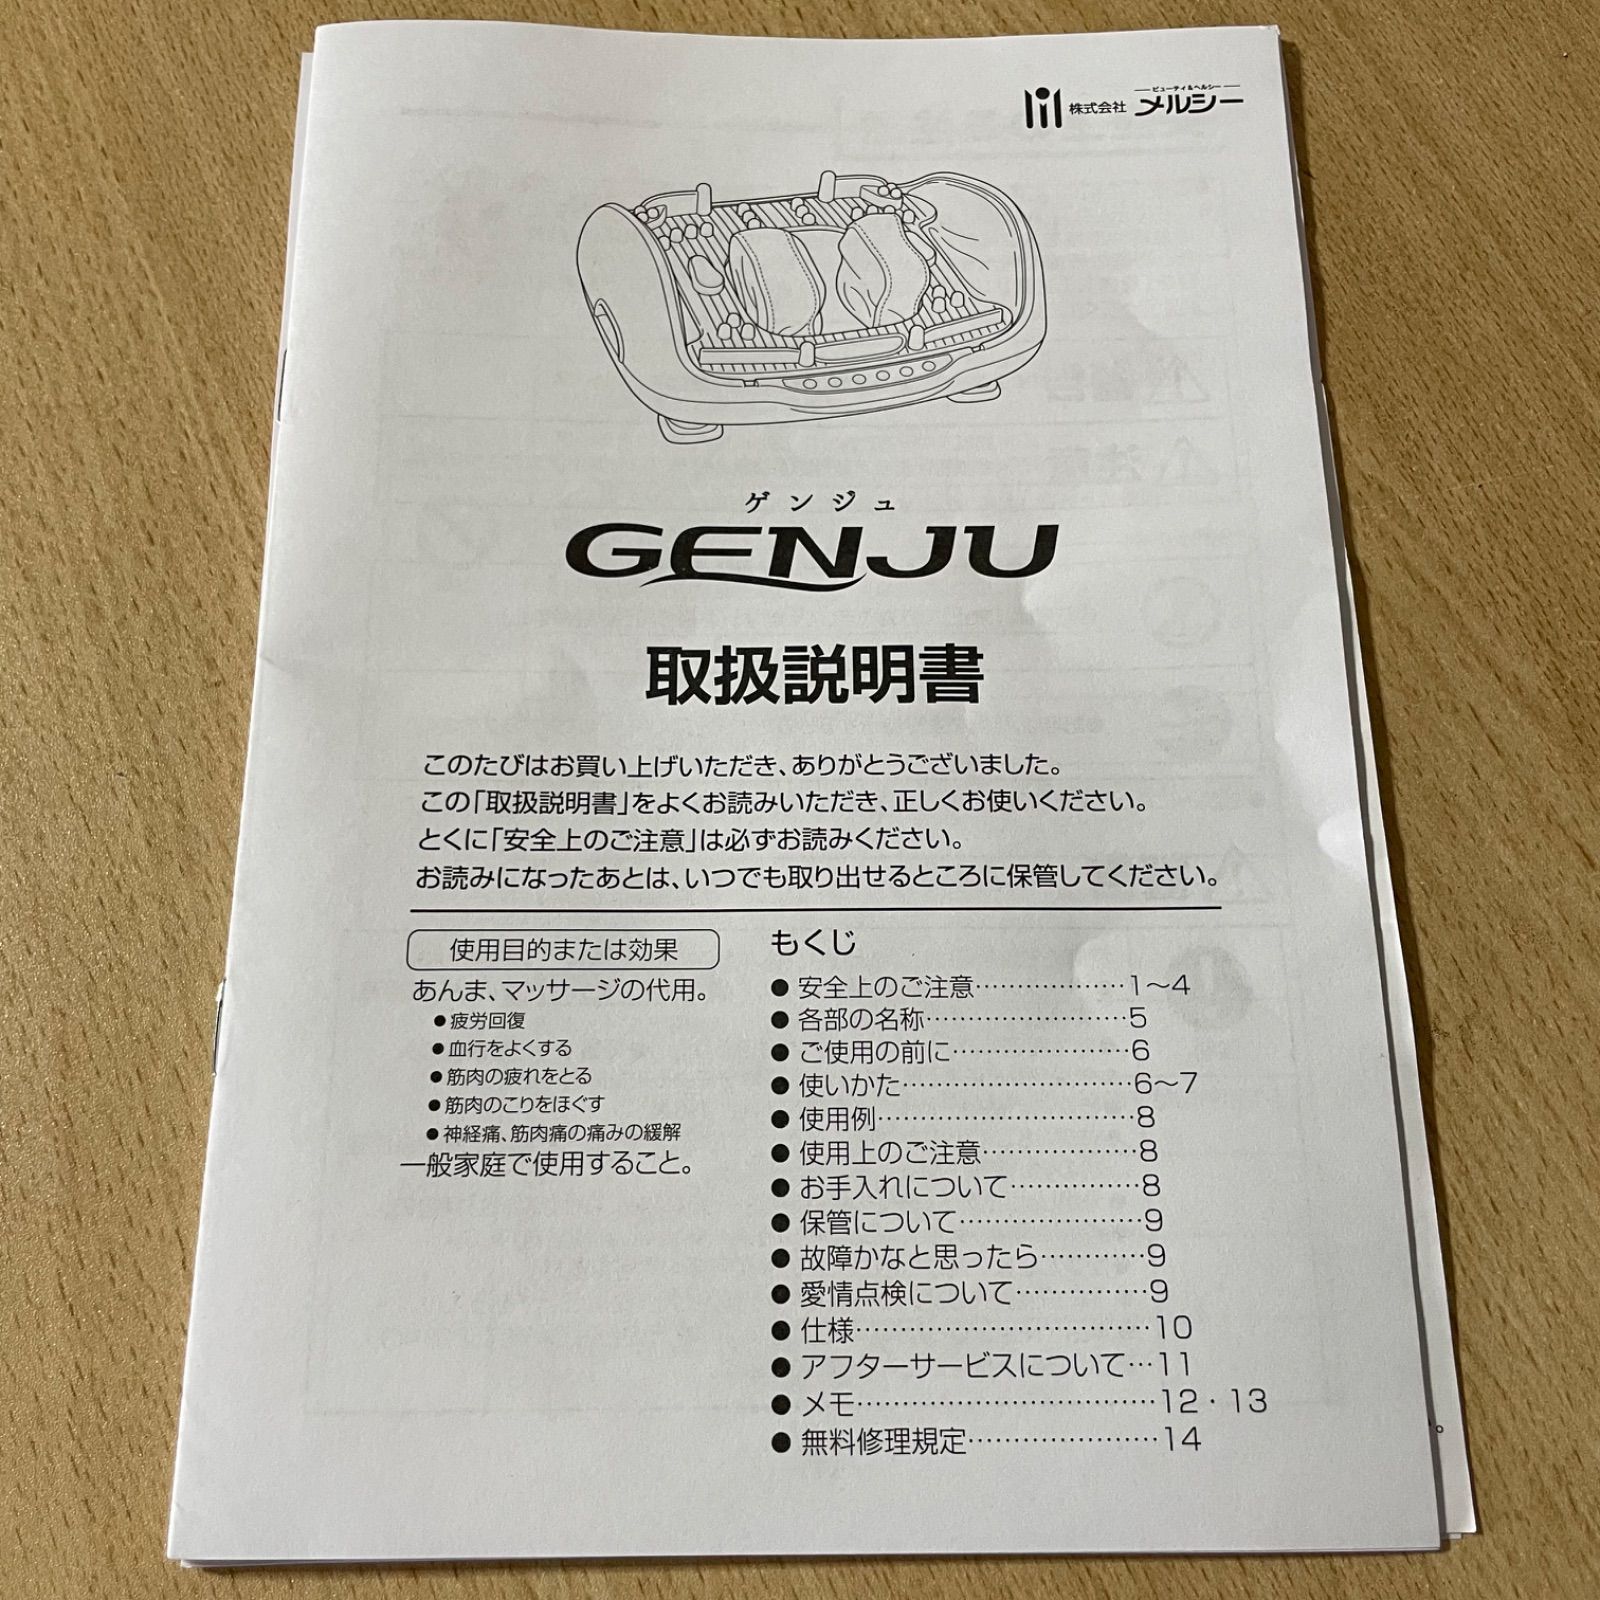 ビューティ&ヘルシー
株式会社 メルシー
ゲンジュ
GENJU
取扱説明書
このたびはお買い上げいただき、ありがとうございました。
この「取扱説明書」をよくお読みいただき、正しくお使いください。
とくに「安全上のご注意」は必ずお読みください。
お読みになったあとは、いつでも取り出せるところに保管してください。
使用目的または効果
あんま、マッサージの代用。
●疲労回復
●血行をよくする
●筋肉の疲れをとる
●筋肉のこりをほぐす
●神経痛、筋肉痛の痛みの緩解
一般家庭で使用すること。
もくじ
●安全上のご注意………………1～4
●各部の名称……………………5
●ご使用の前に…………………6
●使いかた………………………6～7
●使用例…………………………8
●使用上のご注意………………8
●お手入れについて……………8
●保管について…………………9
●故障かなと思ったら…………9
●愛情点検について……………9
●仕様……………………………10
●アフターサービスについて…11
●メモ……………………………12・13
●無料修理規定…………………14